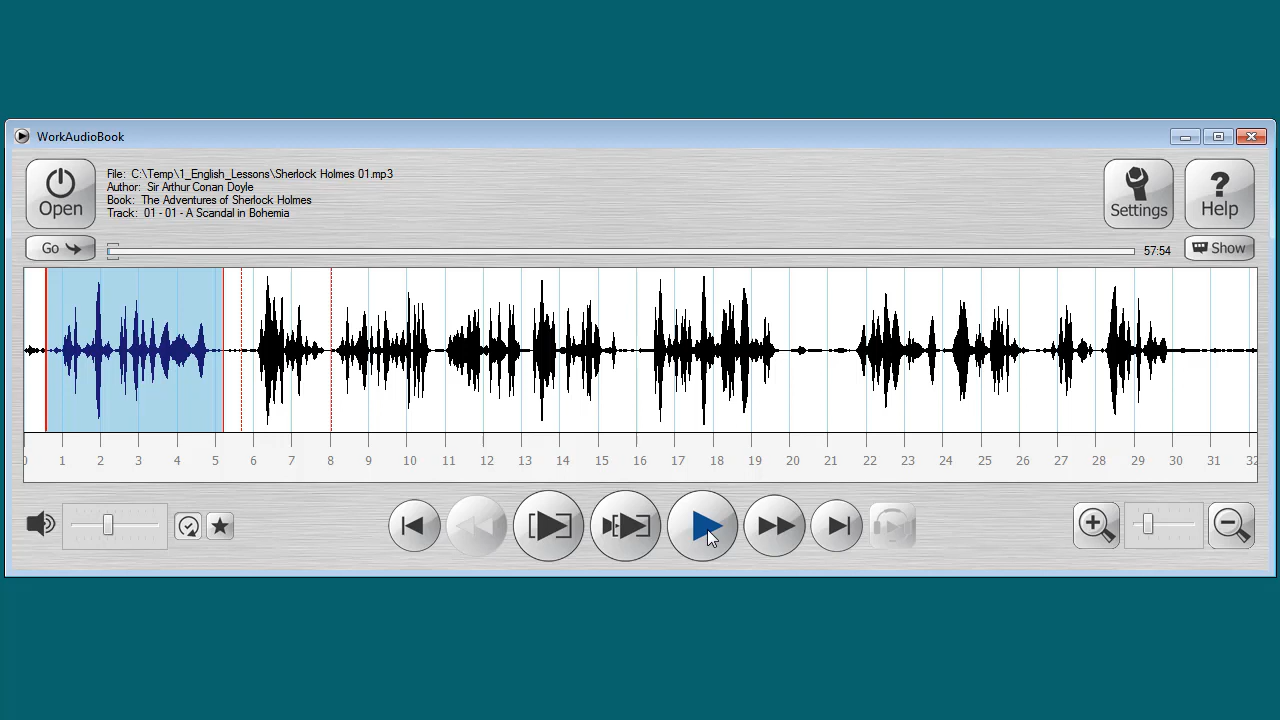 WorkAudioBook
Open
File: C:\Temp\1_English_Lessons\Sherlock Holmes 01.mp3
Author: Sir Arthur Conan Doyle
Book: The Adventures of Sherlock Holmes
Track: 01 - 01 - A Scandal in Bohemia
Settings
? Help
Go
57:54
Show
0 1 2 3 4 5 6 7 8 9 10 11 12 13 14 15 16 17 18 19 20 21 22 23 24 25 26 27 28 29 30 31 32